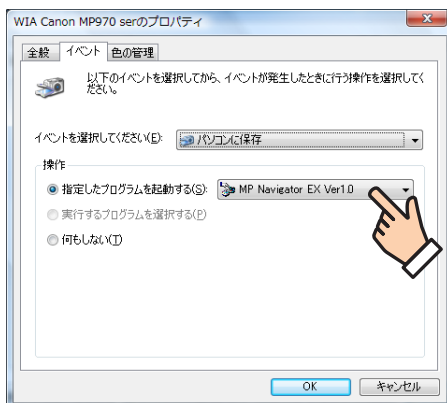 WIA Canon MP970 serのプロパティ
全般 イベント 色の管理
以下のイベントを選択してから、イベントが発生したときに行う操作を選択してく
ださい。
イベントを選択してください(E): パソコンに保存
操作
指定したプログラムを起動する(S): MP Navigator EX Ver1.0
実行するプログラムを選択する(P)
何もしない(T)
OK キャンセル